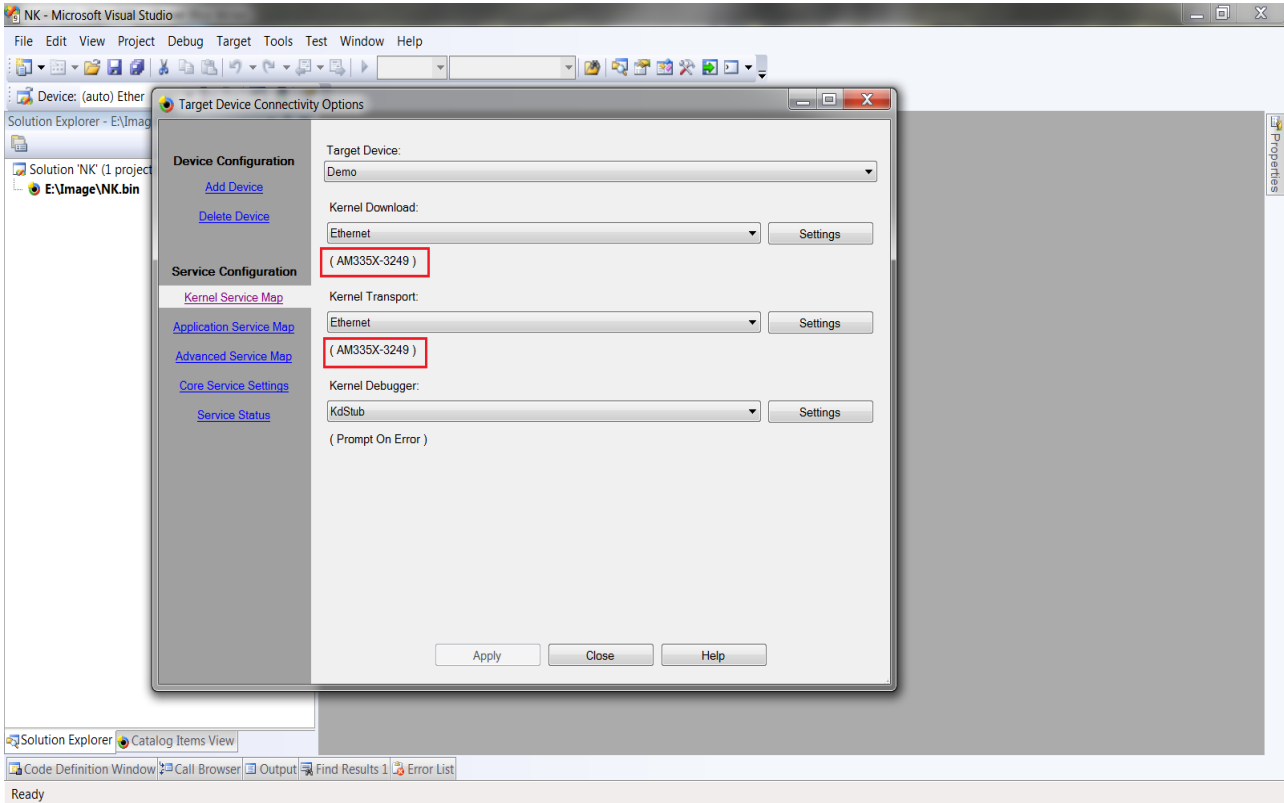 NK - Microsoft Visual Studio
File Edit View Project Debug Target Tools Test Window Help
Device: (auto) Ether
Solution Explorer - E:\Imag
Solution 'NK' (1 project
E:\Image\NK.bin
Target Device Connectivity Options
Device Configuration
Add Device
Delete Device
Service Configuration
Kernel Service Map
Application Service Map
Advanced Service Map
Core Service Settings
Service Status
Target Device:
Demo
Kernel Download:
Ethernet
Settings
( AM335X-3249 )
Kernel Transport:
Ethernet
Settings
( AM335X-3249 )
Kernel Debugger:
KdStub
Settings
( Prompt On Error )
Apply Close Help
Properties
Solution Explorer Catalog Items View
Code Definition Window Call Browser Output Find Results 1 Error List
Ready